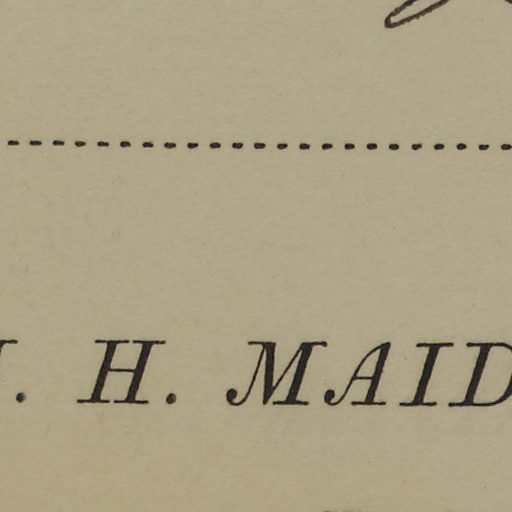 . H. MAID